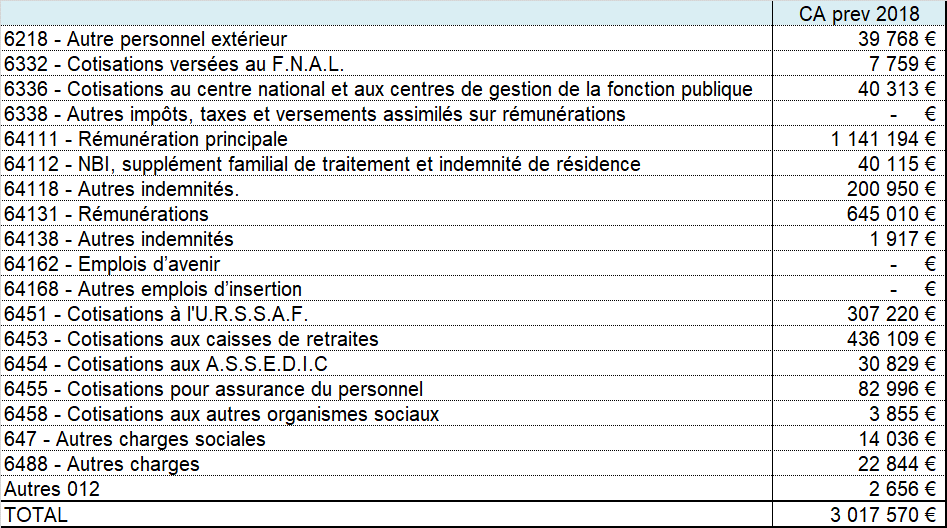 CA prev 2018
6218 - Autre personnel extérieur 39 768 €
6332 - Cotisations versées au F.N.A.L. 7 759 €
6336 - Cotisations au centre national et aux centres de gestion de la fonction publique 40 313 €
6338 - Autres impôts, taxes et versements assimilés sur rémunérations - €
64111 - Rémunération principale 1 141 194 €
64112 - NBI, supplément familial de traitement et indemnité de résidence 40 115 €
64118 - Autres indemnités. 200 950 €
64131 - Rémunérations 645 010 €
64138 - Autres indemnités 1 917 €
64162 - Emplois d’avenir - €
64168 - Autres emplois d’insertion - €
6451 - Cotisations à l'U.R.S.S.A.F. 307 220 €
6453 - Cotisations aux caisses de retraites 436 109 €
6454 - Cotisations aux A.S.S.E.D.I.C 30 829 €
6455 - Cotisations pour assurance du personnel 82 996 €
6458 - Cotisations aux autres organismes sociaux 3 855 €
647 - Autres charges sociales 14 036 €
6488 - Autres charges 22 844 €
Autres 012 2 656 €
TOTAL 3 017 570 €